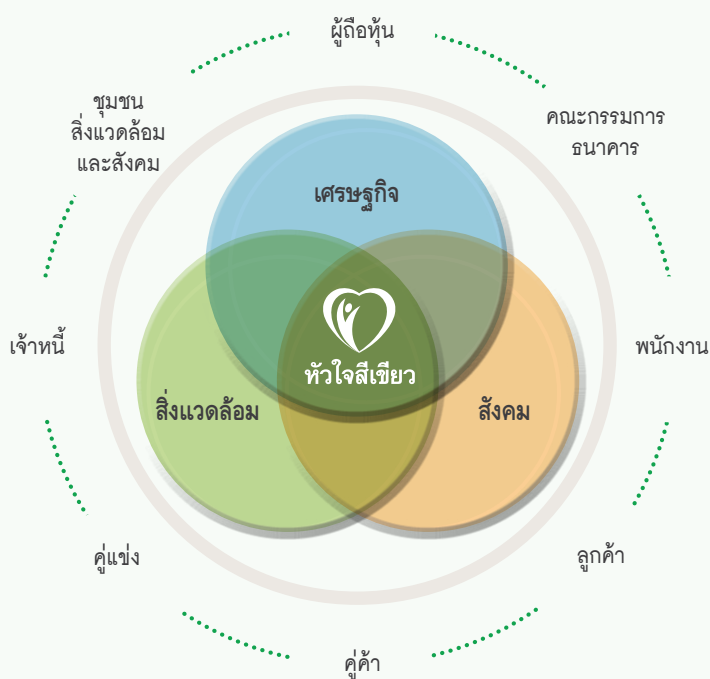 ผู้ถือหุ้น
คณะกรรมการ
ธนาคาร
พนักงาน
ลูกค้า
คู่ค้า
คู่แข่ง
เจ้าหนี้
ชุมชน
สิ่งแวดล้อม
และสังคม
เศรษฐกิจ
หัวใจสีเขียว
สิ่งแวดล้อม
สังคม